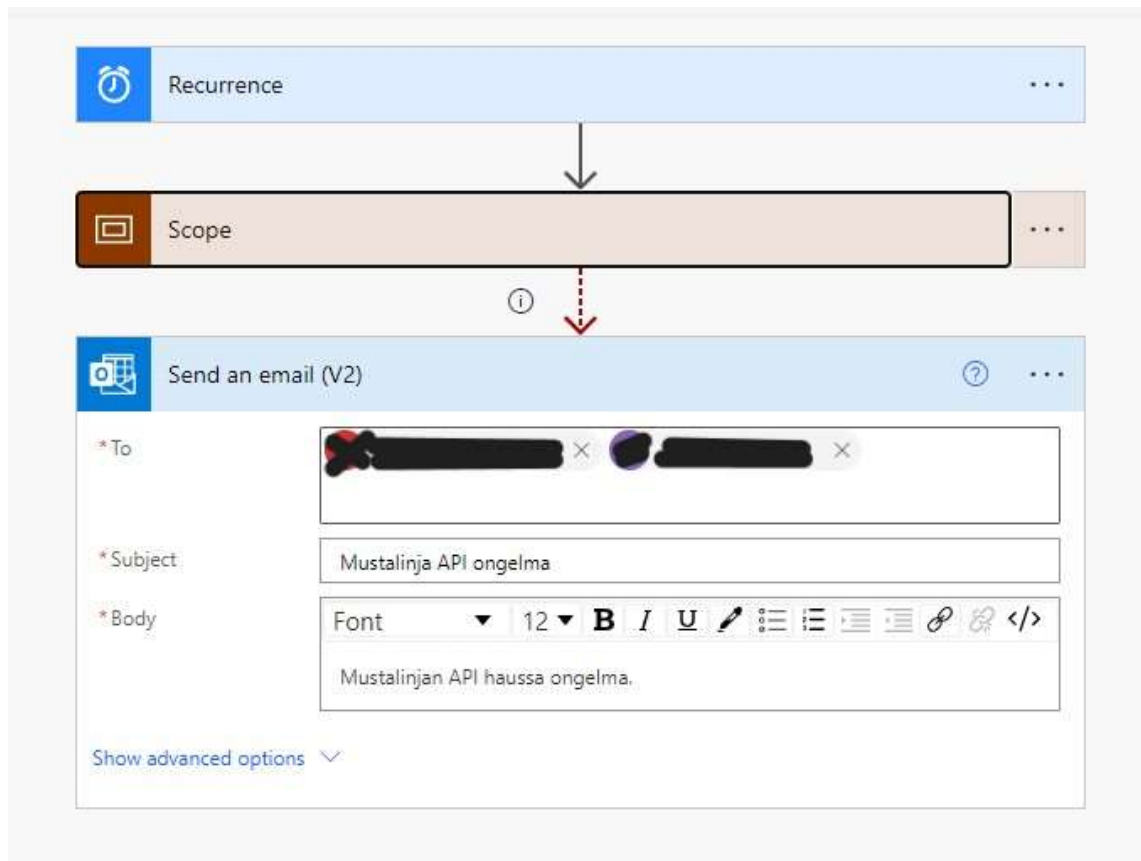 Recurrence
Scope
Send an email (V2)
*To
*Subject
Mustalinja API ongelma
*Body
Font 12 B I U </>
Mustalinjan API haussa ongelma.
Show advanced options